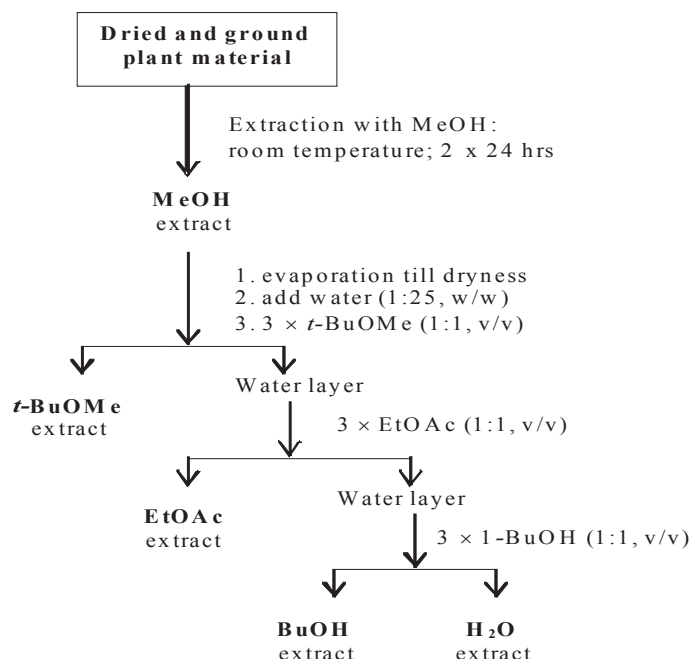 Dried and ground
plant material
Extraction with MeOH:
room temperature; 2 x 24 hrs
MeOH
extract
1. evaporation till dryness
2. add water (1:25, w/w)
3. 3 × t-BuOMe (1:1, v/v)
t-BuOMe
extract
Water layer
3 × EtOAc (1:1, v/v)
EtOAc
extract
Water layer
3 × 1-BuOH (1:1, v/v)
BuOH
extract
H₂O
extract